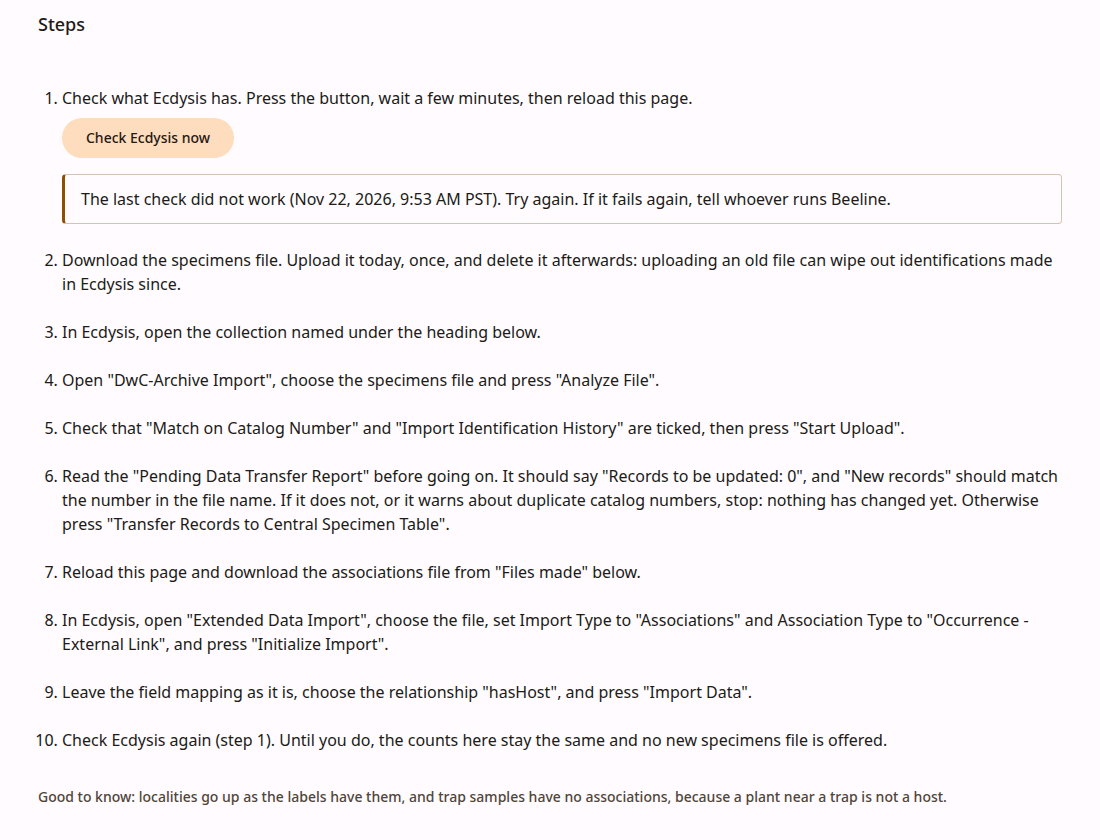 Steps
1. Check what Ecdysis has. Press the button, wait a few minutes, then reload this page.
Check Ecdysis now
The last check did not work (Nov 22, 2026, 9:53 AM PST). Try again. If it fails again, tell whoever runs Beeline.
2. Download the specimens file. Upload it today, once, and delete it afterwards: uploading an old file can wipe out identifications made
in Ecdysis since.
3. In Ecdysis, open the collection named under the heading below.
4. Open "DwC-Archive Import", choose the specimens file and press "Analyze File".
5. Check that "Match on Catalog Number" and "Import Identification History" are ticked, then press "Start Upload".
6. Read the "Pending Data Transfer Report" before going on. It should say "Records to be updated: 0", and "New records" should match
the number in the file name. If it does not, or it warns about duplicate catalog numbers, stop: nothing has changed yet. Otherwise
press "Transfer Records to Central Specimen Table".
7. Reload this page and download the associations file from "Files made" below.
8. In Ecdysis, open "Extended Data Import", choose the file, set Import Type to "Associations" and Association Type to "Occurrence -
External Link", and press "Initialize Import".
9. Leave the field mapping as it is, choose the relationship "hasHost", and press "Import Data".
10. Check Ecdysis again (step 1). Until you do, the counts here stay the same and no new specimens file is offered.
Good to know: localities go up as the labels have them, and trap samples have no associations, because a plant near a trap is not a host.